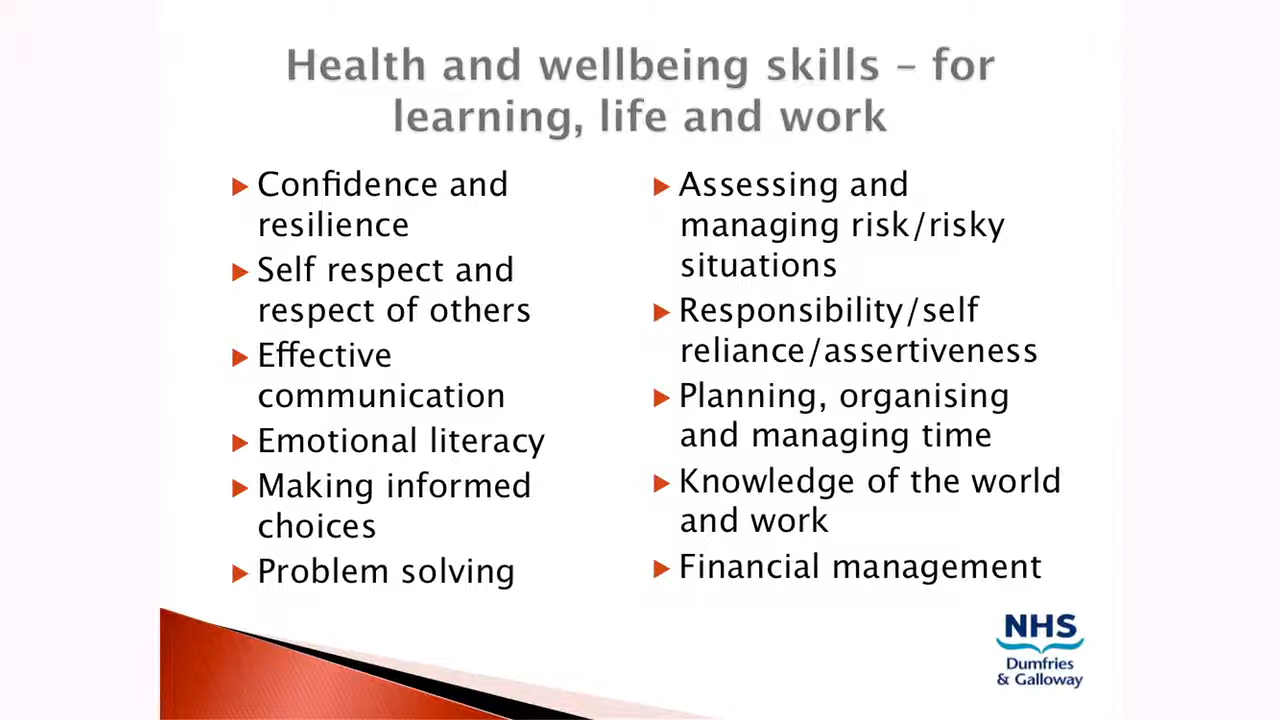 Health and wellbeing skills – for
learning, life and work
Confidence and
resilience
Self respect and
respect of others
Effective
communication
Emotional literacy
Making informed
choices
Problem solving
Assessing and
managing risk/risky
situations
Responsibility/self
reliance/assertiveness
Planning, organising
and managing time
Knowledge of the world
and work
Financial management
NHS
Dumfries
& Galloway